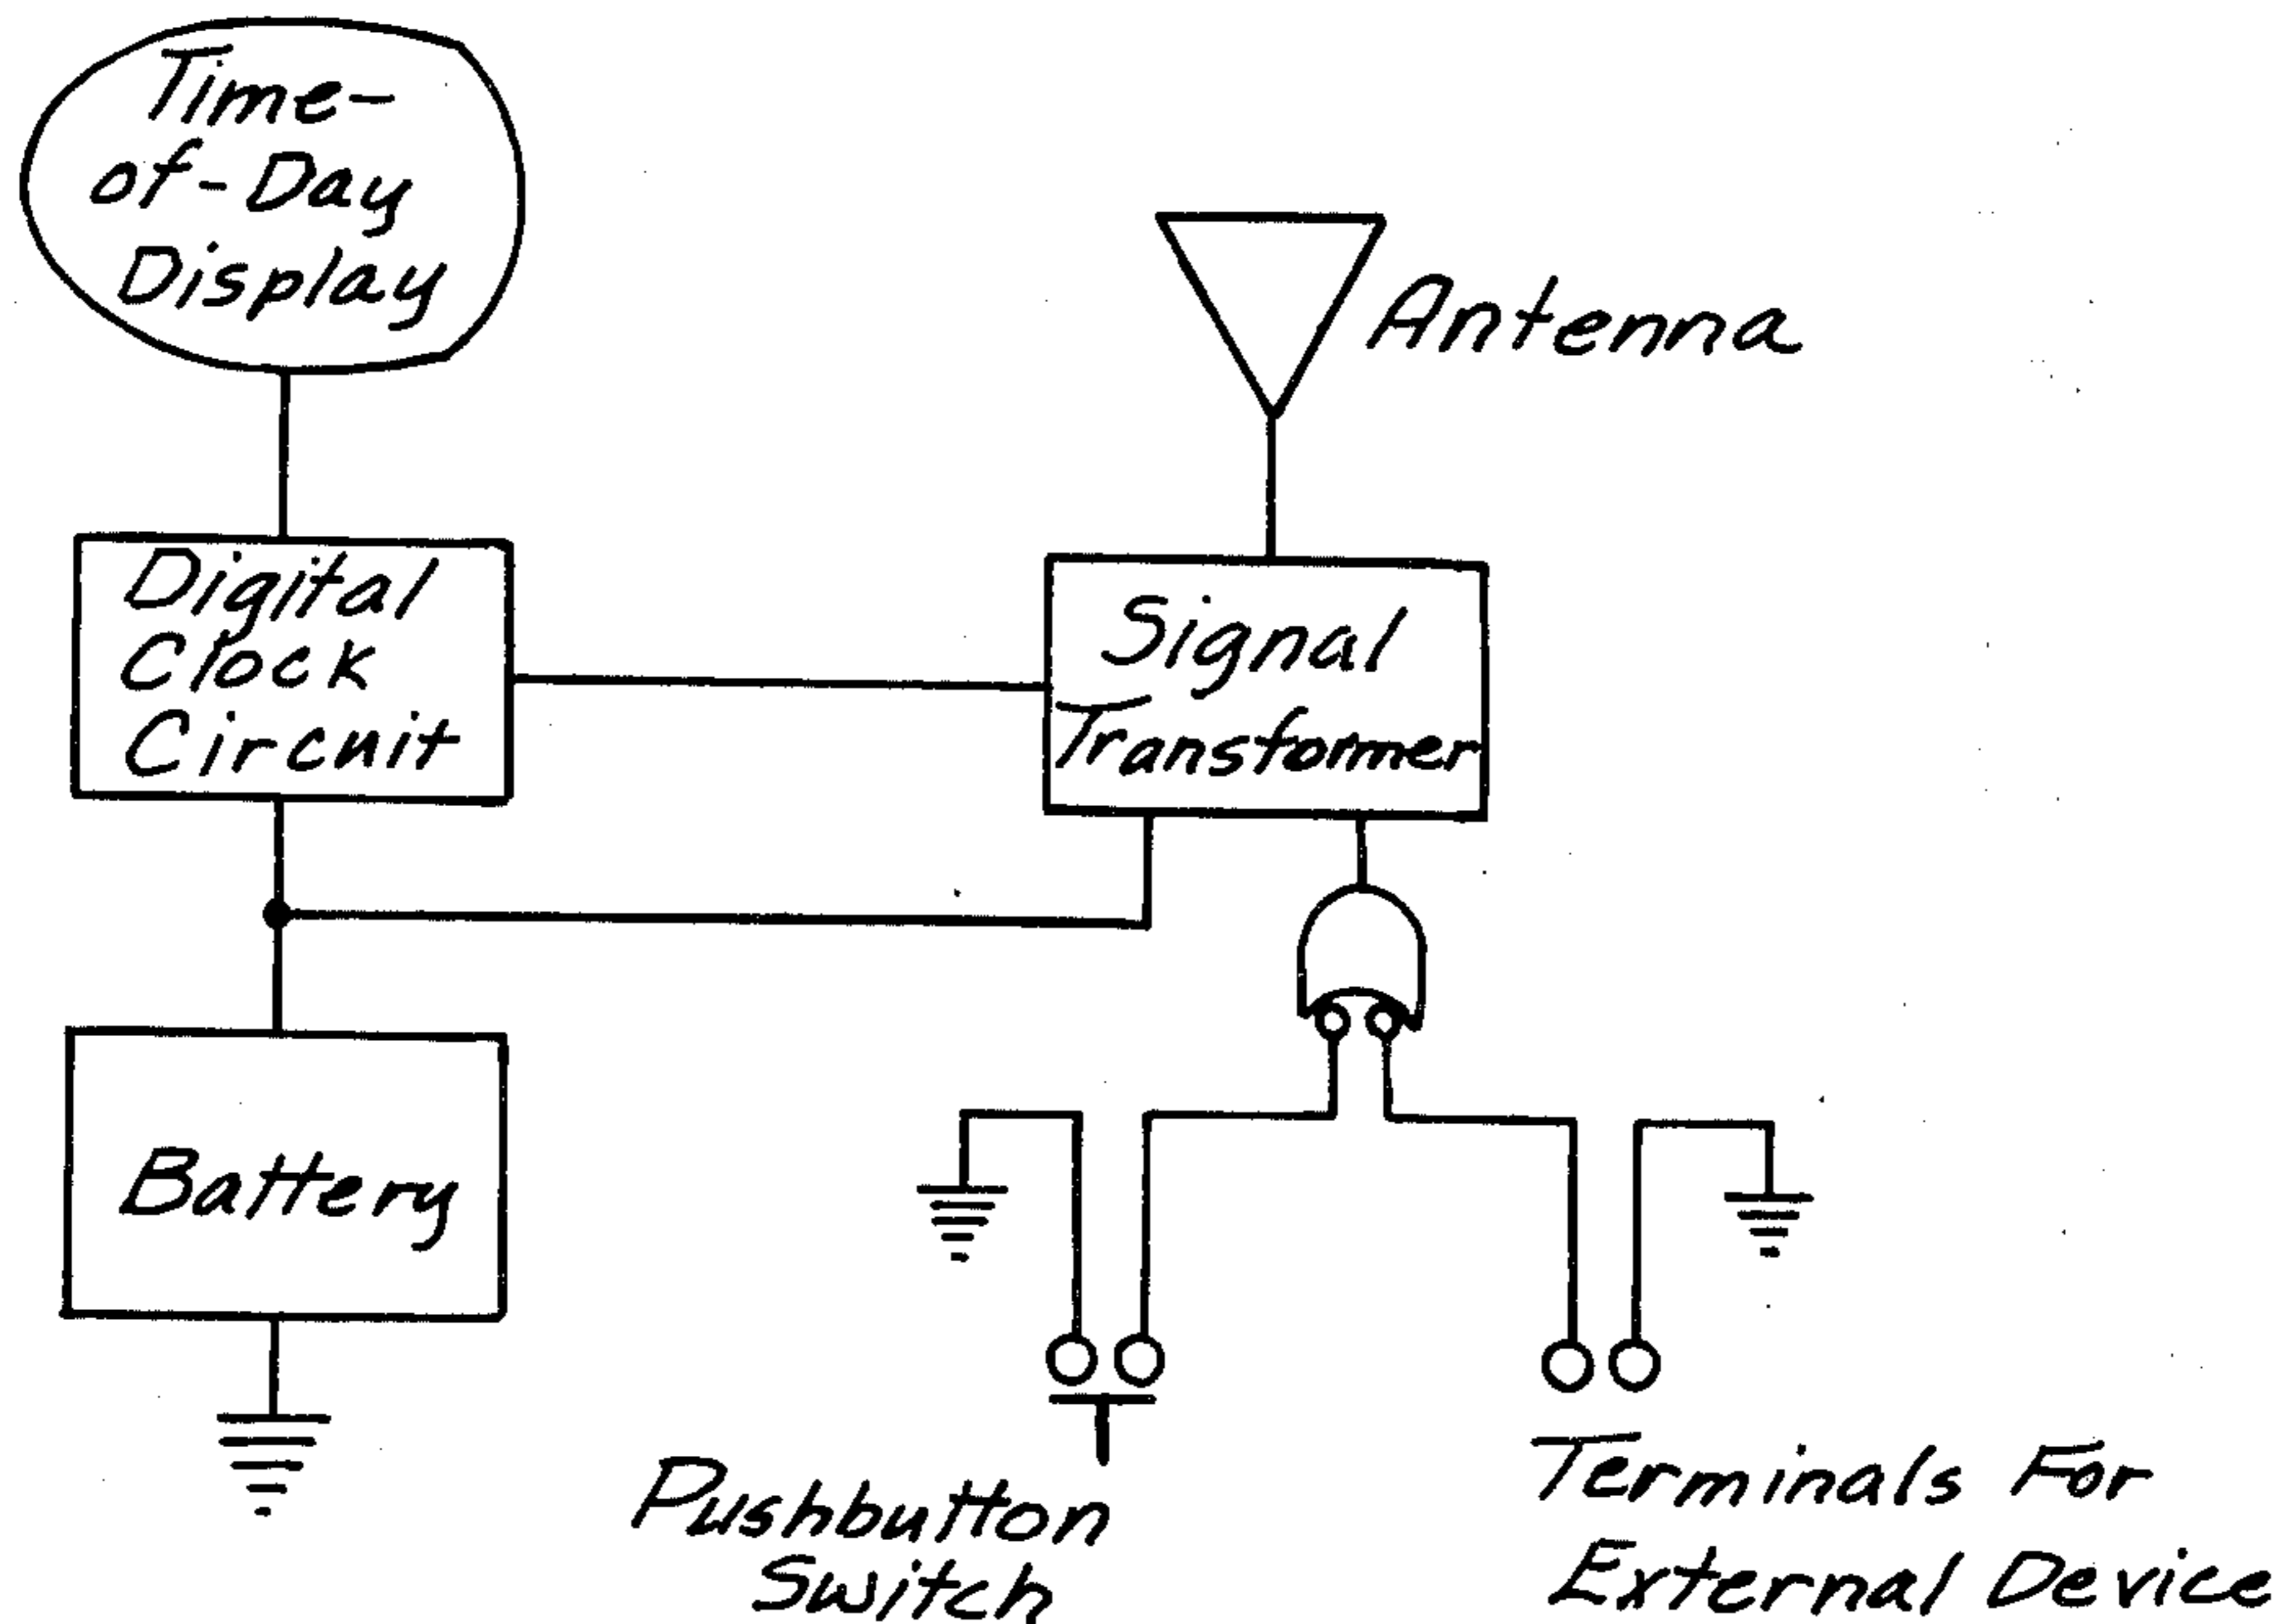 Time-
of-Day
Display
Antenna
Digital
Clock
Circuit
Signal
Transformer
Battery
Pushbutton
Switch
Terminals For
External Device